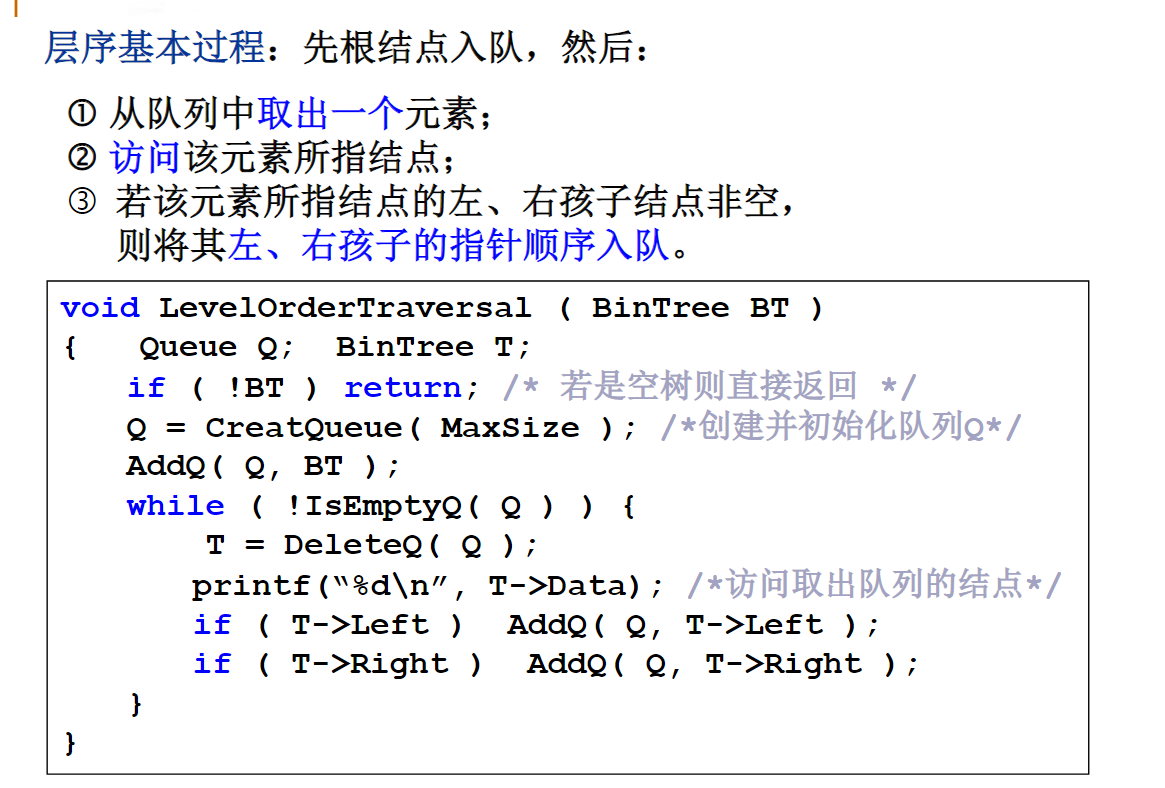 层序基本过程：先根结点入队，然后：
① 从队列中取出一个元素；
② 访问该元素所指结点；
③ 若该元素所指结点的左、右孩子结点非空，
则将其左、右孩子的指针顺序入队。
void LevelOrderTraversal ( BinTree BT )
{ Queue Q; BinTree T;
if ( !BT ) return; /* 若是空树则直接返回 */
Q = CreatQueue( MaxSize ); /*创建并初始化队列Q*/
AddQ( Q, BT );
while ( !IsEmptyQ( Q ) ) {
T = DeleteQ( Q );
printf(“%d\n”, T->Data); /*访问取出队列的结点*/
if ( T->Left ) AddQ( Q, T->Left );
if ( T->Right ) AddQ( Q, T->Right );
}
}